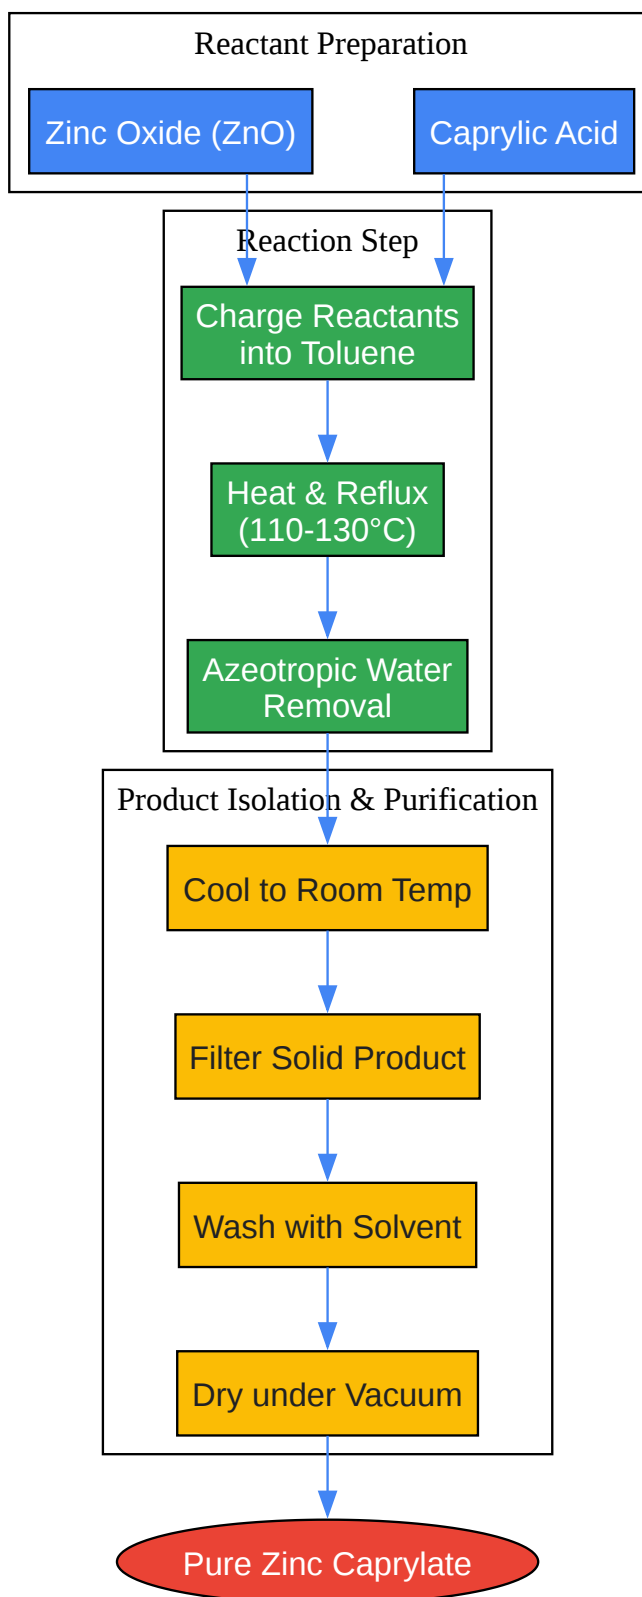 Reactant Preparation
Zinc Oxide (ZnO)
Caprylic Acid
Reaction Step
Charge Reactants
into Toluene
Heat & Reflux
(110-130°C)
Azeotropic Water
Removal
Product Isolation & Purification
Cool to Room Temp
Filter Solid Product
Wash with Solvent
Dry under Vacuum
Pure Zinc Caprylate